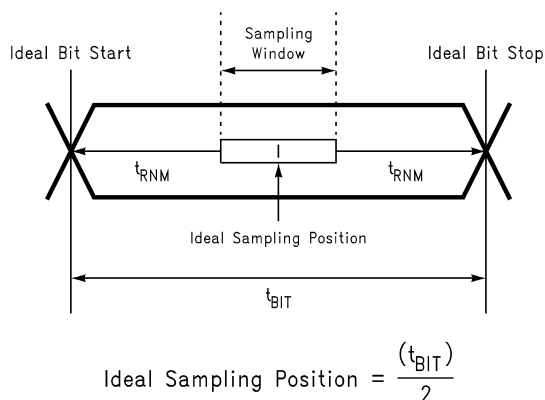 Sampling
Window
Ideal Bit Start
Ideal Bit Stop
tRNM
tRNM
Ideal Sampling Position
tBIT
Ideal Sampling Position = (tBIT)
2